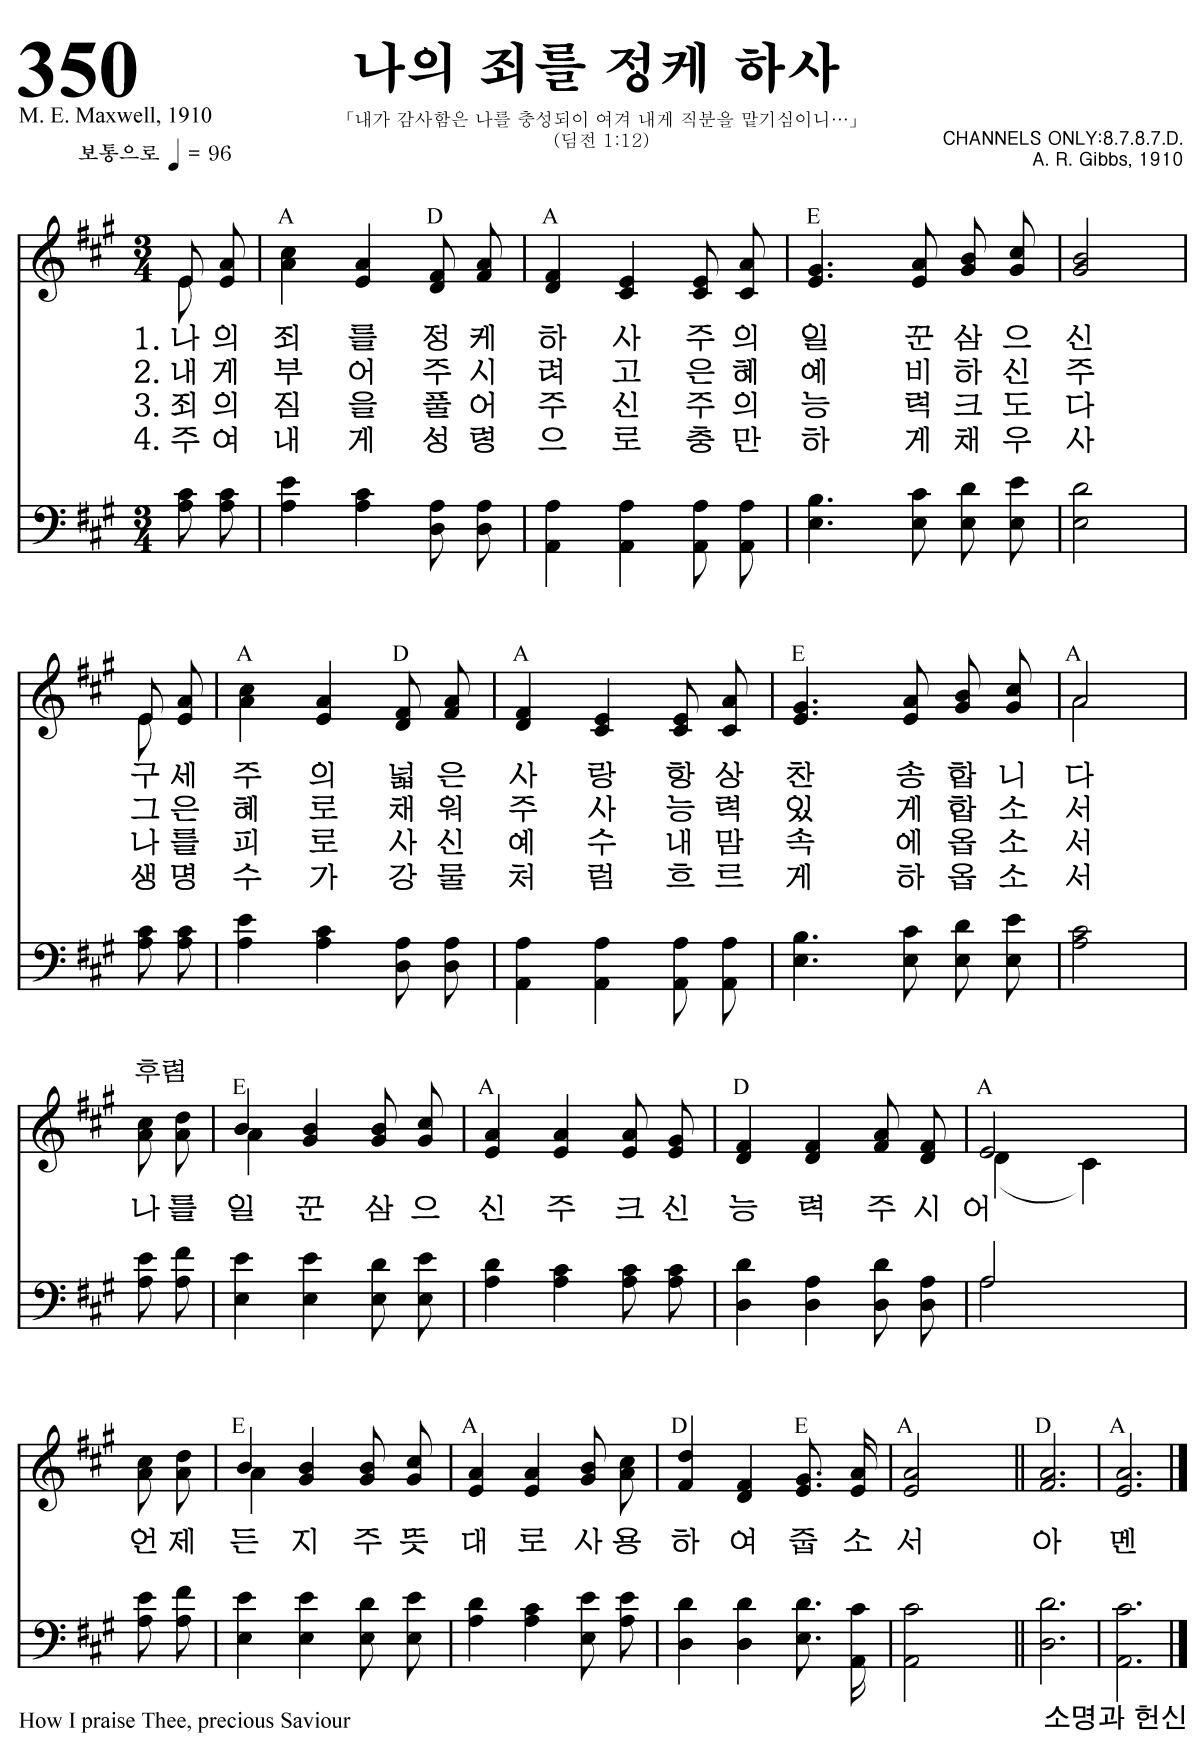 350
나의 죄를 정케 하사
M. E. Maxwell, 1910
「내가 감사함은 나를 충성되이 여겨 내게 직분을 맡기심이니…」
(딤전 1:12)
보통으로 ♩ = 96
CHANNELS ONLY:8.7.8.7.D.
A. R. Gibbs, 1910
A D A E
3/4
1. 나 의 죄 를 정 케 하 사 주 의 일 꾼 삼 으 신
2. 내 게 부 어 주 시 려 고 은 혜 예 비 하 신 주
3. 죄 의 짐 을 풀 어 주 신 주 의 능 력 크 도 다
4. 주 여 내 게 성 령 으 로 충 만 하 게 채 우 사
3/4
A D A E A
구 세 주 의 넓 은 사 랑 항 상 찬 송 합 니 다
그 은 혜 로 채 워 주 사 능 력 있 게 합 소 서
나 를 피 로 사 신 예 수 내 맘 속 에 옵 소 서
생 명 수 가 강 물 처 럼 흐 르 게 하 옵 소 서
후렴
E A D A
나 를 일 꾼 삼 으 신 주 크 신 능 력 주 시 어
E A D E A D A
언 제 든 지 주 뜻 대 로 사 용 하 여 줍 소 서 아 멘
How I praise Thee, precious Saviour
소명과 헌신